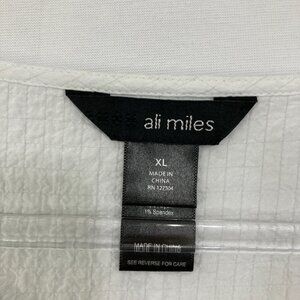 ali miles
XL
MADE IN
CHINA
RN 122304
1% Spandex
MADE IN CHINA
SEE REVERSE FOR CARE